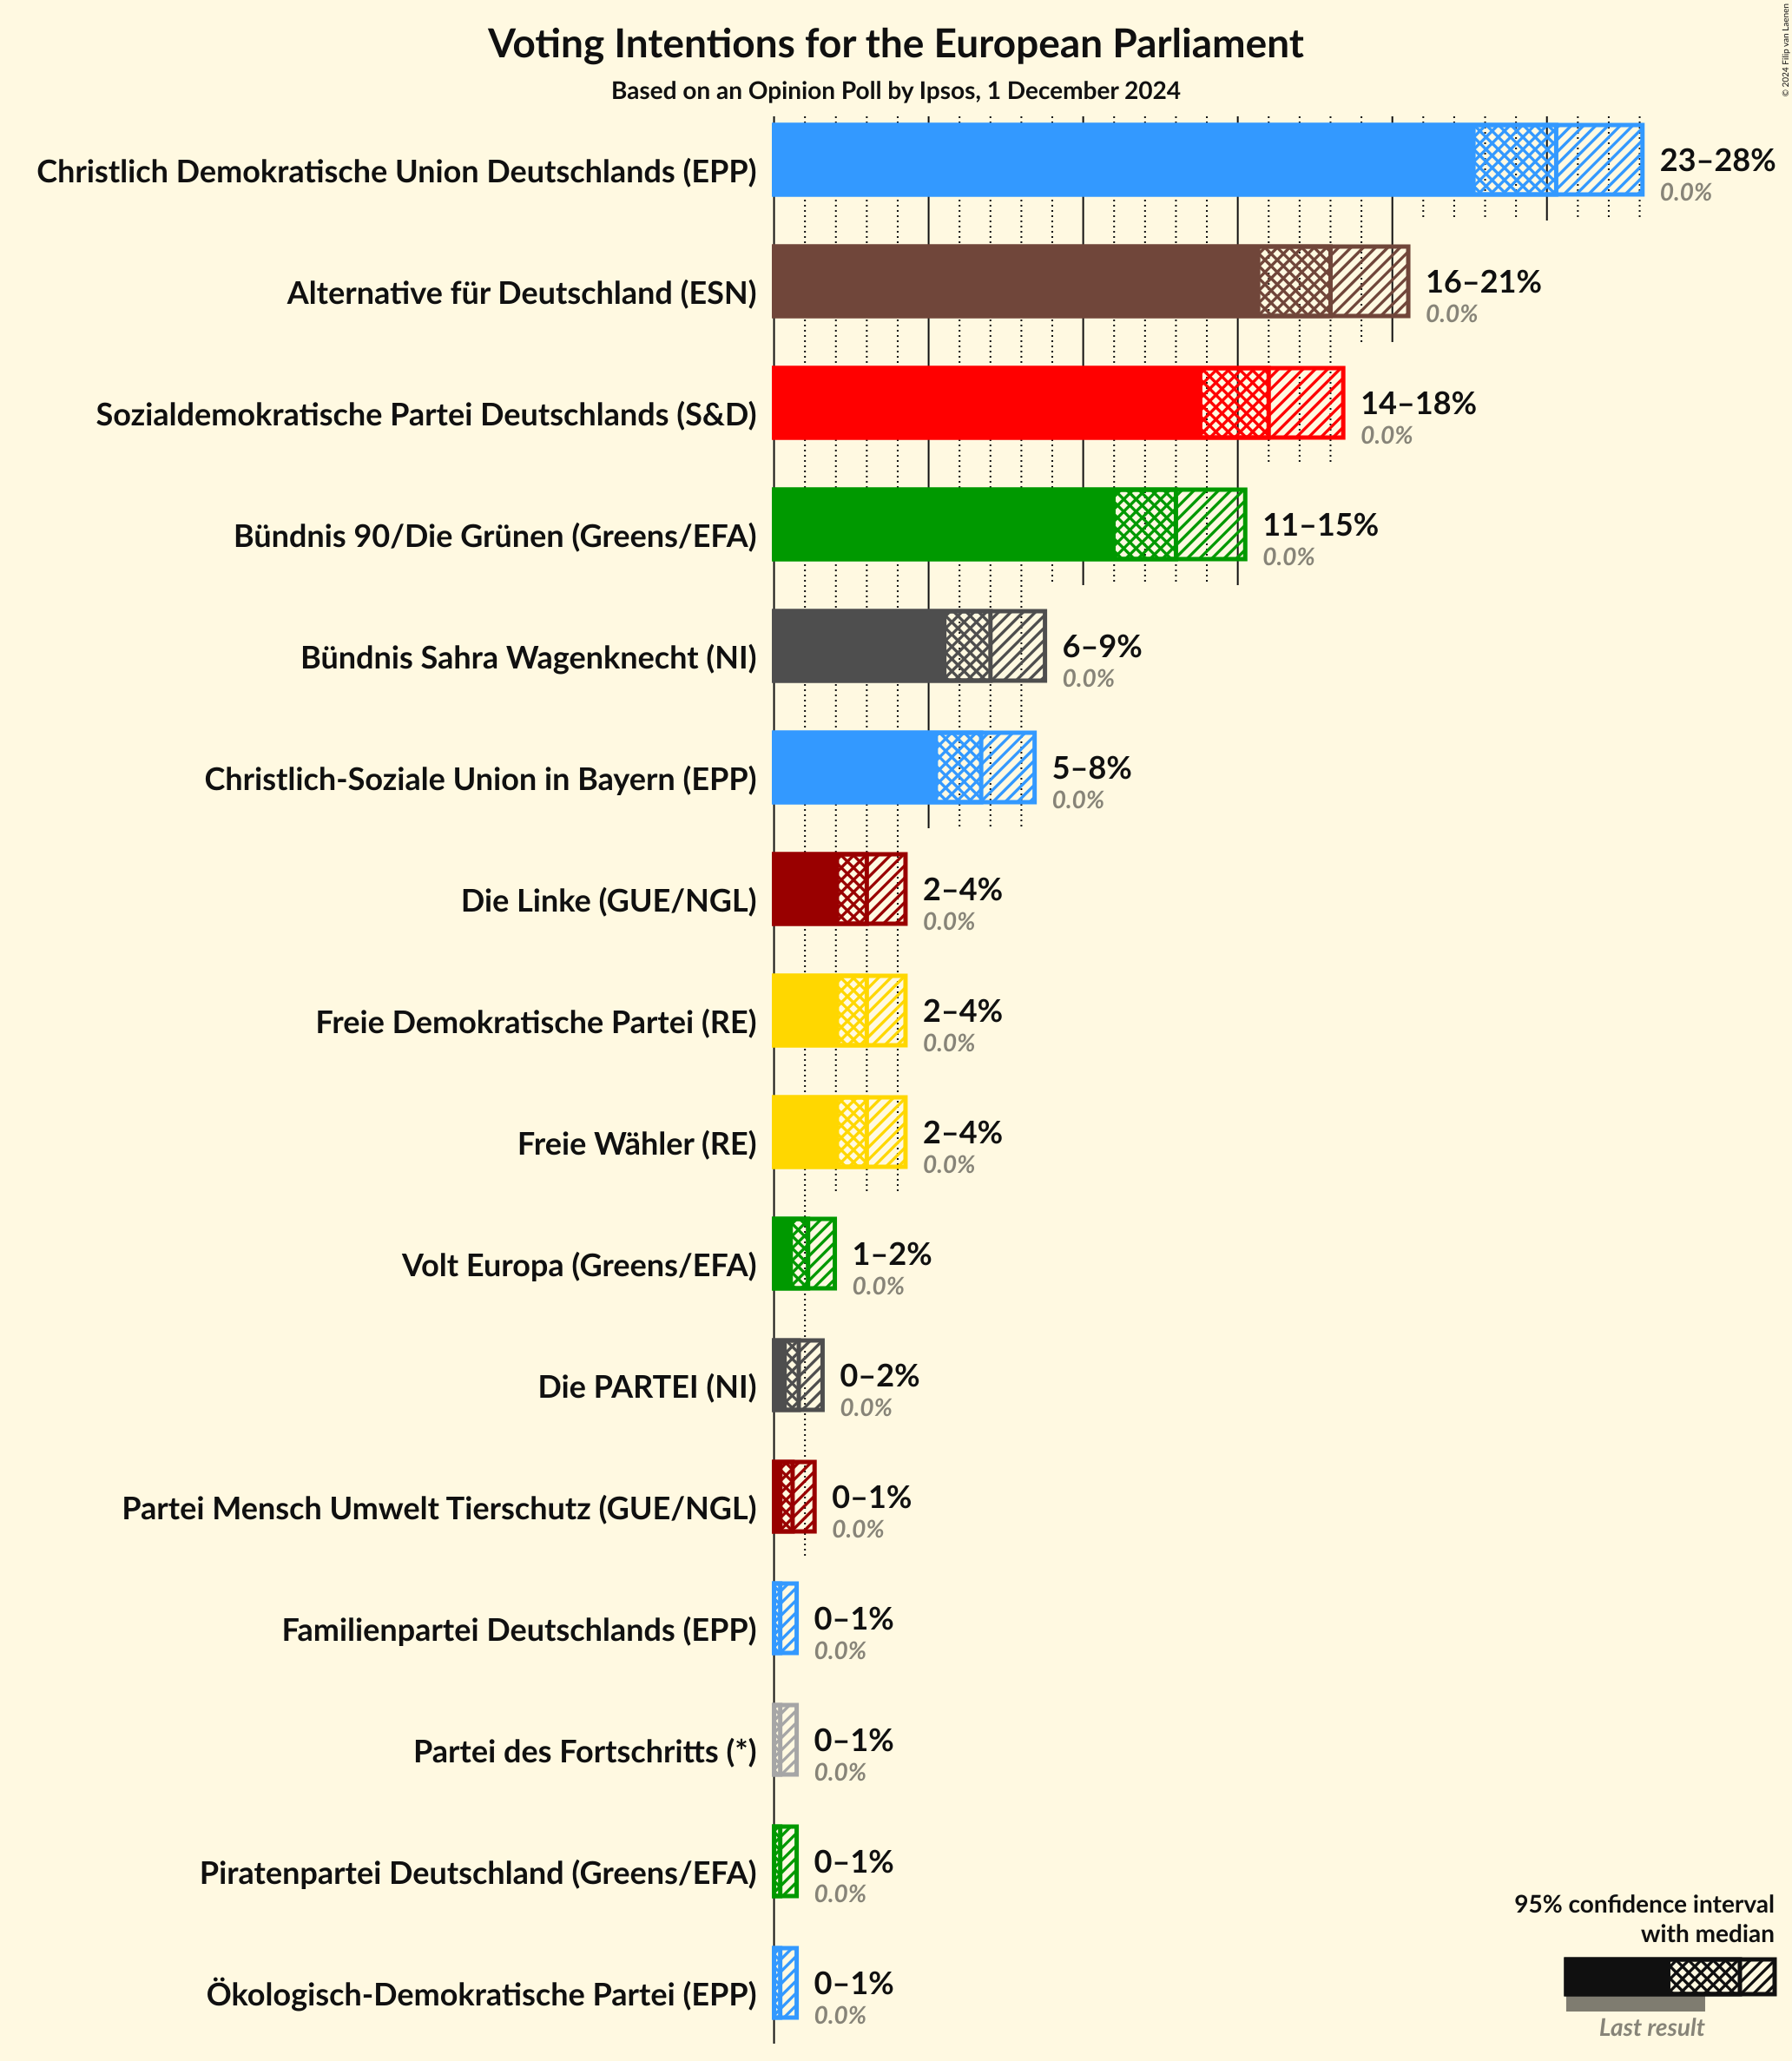 Voting Intentions for the European Parliament
Based on an Opinion Poll by Ipsos, 1 December 2024
© 2024 Filip van Laenen
Christlich Demokratische Union Deutschlands (EPP)
23–28%
0.0%
Alternative für Deutschland (ESN)
16–21%
0.0%
Sozialdemokratische Partei Deutschlands (S&D)
14–18%
0.0%
Bündnis 90/Die Grünen (Greens/EFA)
11–15%
0.0%
Bündnis Sahra Wagenknecht (NI)
6–9%
0.0%
Christlich-Soziale Union in Bayern (EPP)
5–8%
0.0%
Die Linke (GUE/NGL)
2–4%
0.0%
Freie Demokratische Partei (RE)
2–4%
0.0%
Freie Wähler (RE)
2–4%
0.0%
Volt Europa (Greens/EFA)
1–2%
0.0%
Die PARTEI (NI)
0–2%
0.0%
Partei Mensch Umwelt Tierschutz (GUE/NGL)
0–1%
0.0%
Familienpartei Deutschlands (EPP)
0–1%
0.0%
Partei des Fortschritts (*)
0–1%
0.0%
Piratenpartei Deutschland (Greens/EFA)
0–1%
0.0%
Ökologisch-Demokratische Partei (EPP)
0–1%
0.0%
95% confidence interval
with median
Last result